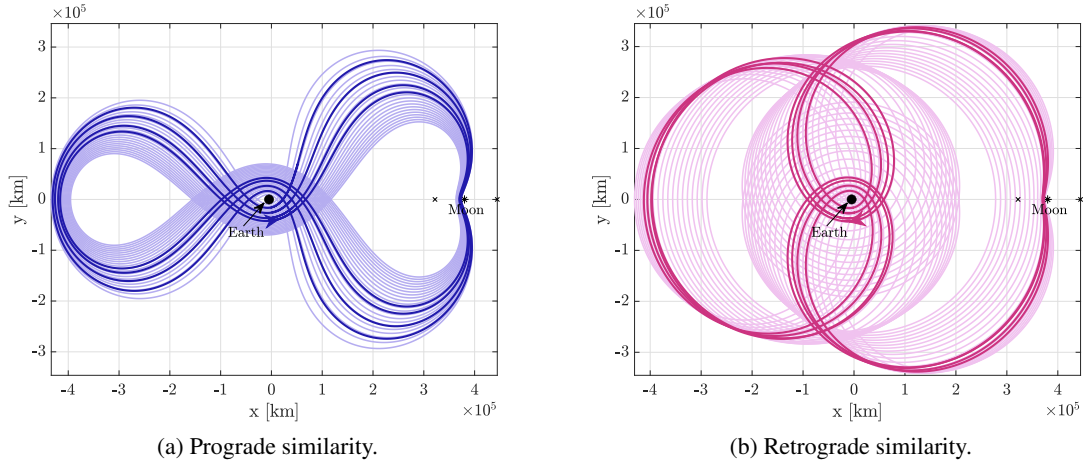 ×10⁵
3
2
1
0
-1
-2
-3
y [km]
Earth
Moon
-4 -3 -2 -1 0 1 2 3 4
x [km]
×10⁵
(a) Prograde similarity.
×10⁵
3
2
1
0
-1
-2
-3
y [km]
Earth
Moon
-4 -3 -2 -1 0 1 2 3 4
x [km]
×10⁵
(b) Retrograde similarity.